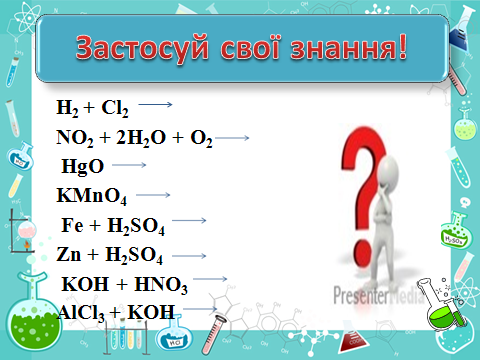 Застосуй свої знання!
H₂ + Cl₂ →
NO₂ + 2H₂O + O₂ →
HgO →
KMnO₄ →
Fe + H₂SO₄ →
Zn + H₂SO₄ →
KOH + HNO₃ →
AlCl₃ + KOH →
PresenterMedia
H₂SO₄